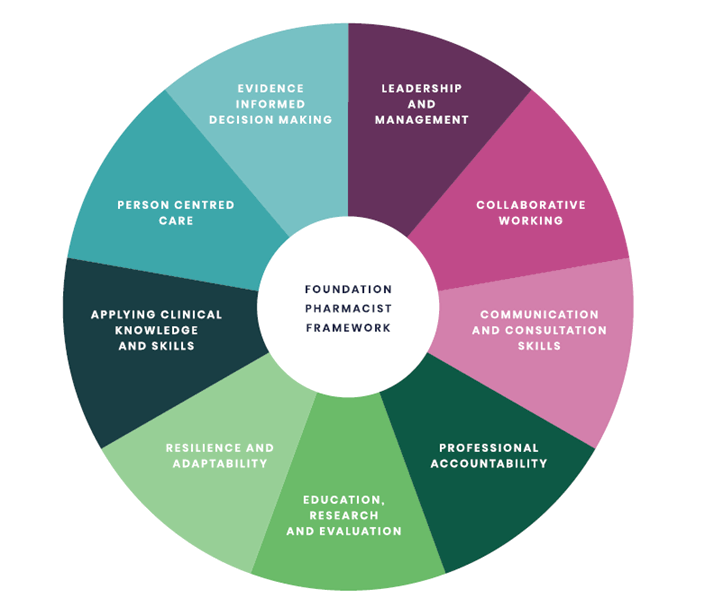 EVIDENCE
INFORMED
DECISION MAKING
LEADERSHIP
AND
MANAGEMENT
PERSON CENTRED
CARE
COLLABORATIVE
WORKING
FOUNDATION
PHARMACIST
FRAMEWORK
APPLYING CLINICAL
KNOWLEDGE
AND SKILLS
COMMUNICATION
AND CONSULTATION
SKILLS
RESILIENCE AND
ADAPTABILITY
PROFESSIONAL
ACCOUNTABILITY
EDUCATION,
RESEARCH
AND EVALUATION